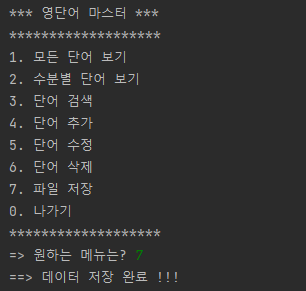 *** 영단어 마스터 ***
*******************
1. 모든 단어 보기
2. 수분별 단어 보기
3. 단어 검색
4. 단어 추가
5. 단어 수정
6. 단어 삭제
7. 파일 저장
0. 나가기
*******************
=> 원하는 메뉴는? 7
==> 데이터 저장 완료 !!!